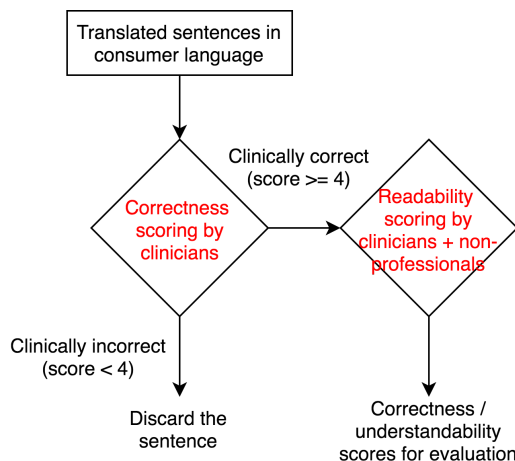 Translated sentences in
consumer language
Clinically correct
(score >= 4)
Correctness
scoring by
clinicians
Readability
scoring by
clinicians + non-
professionals
Clinically incorrect
(score < 4)
Discard the
sentence
Correctness /
understandability
scores for evaluation